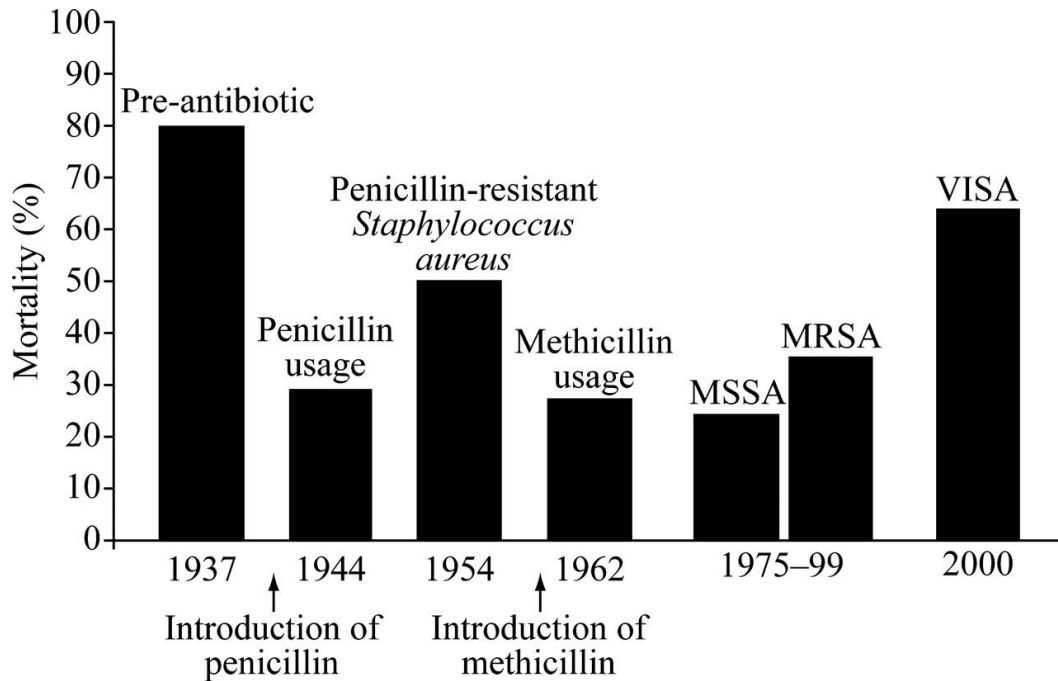 100
90
80
70
60
50
40
30
20
10
0
Mortality (%)
Pre-antibiotic
Penicillin
usage
Penicillin-resistant
Staphylococcus
aureus
Methicillin
usage
MSSA
MRSA
VISA
1937
1944
1954
1962
1975–99
2000
Introduction of
penicillin
Introduction of
methicillin